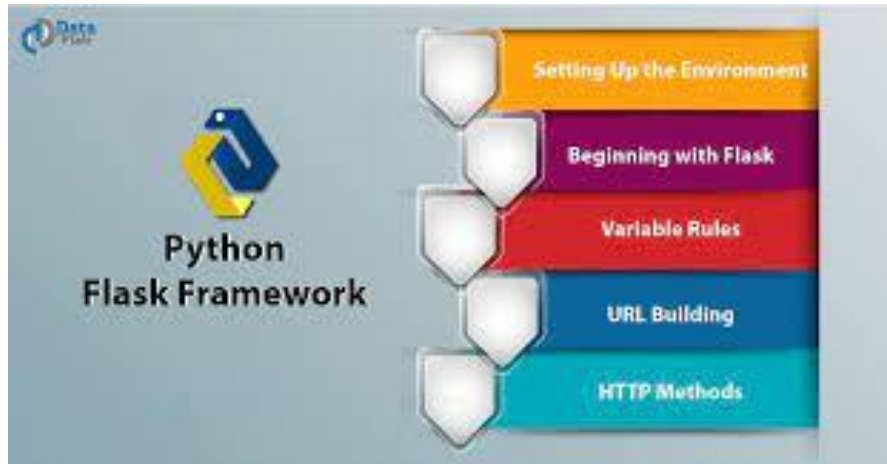 Data
Flair
Python
Flask Framework
Setting Up the Environment
Beginning with Flask
Variable Rules
URL Building
HTTP Methods